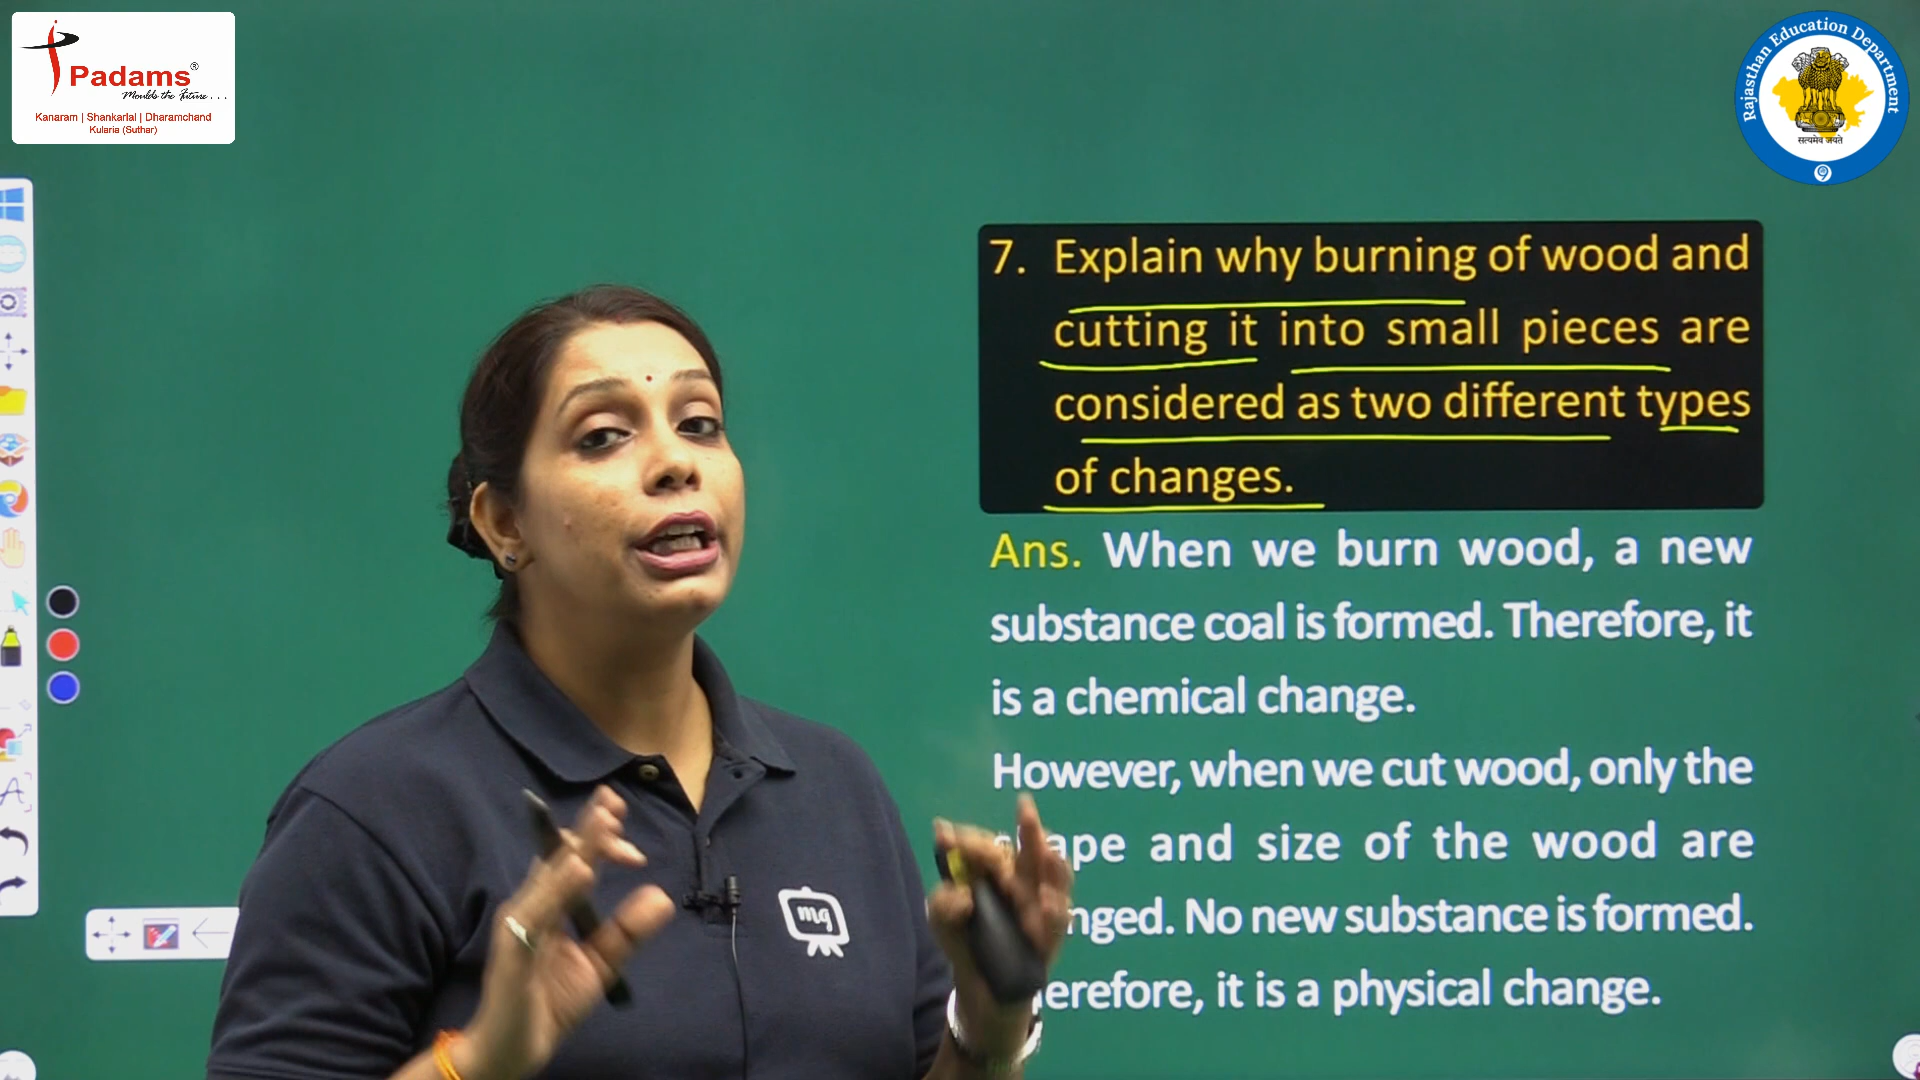 Padams®
Moulds the Future . . .
Kanaram | Shankarlal | Dharamchand
Kularia (Suthar)
Rajasthan Education Department
सत्यमेव जयते
7. Explain why burning of wood and
cutting it into small pieces are
considered as two different types
of changes.
Ans. When we burn wood, a new
substance coal is formed. Therefore, it
is a chemical change.
However, when we cut wood, only the
and size of the wood are
No new substance is formed.
it is a physical change.
mg